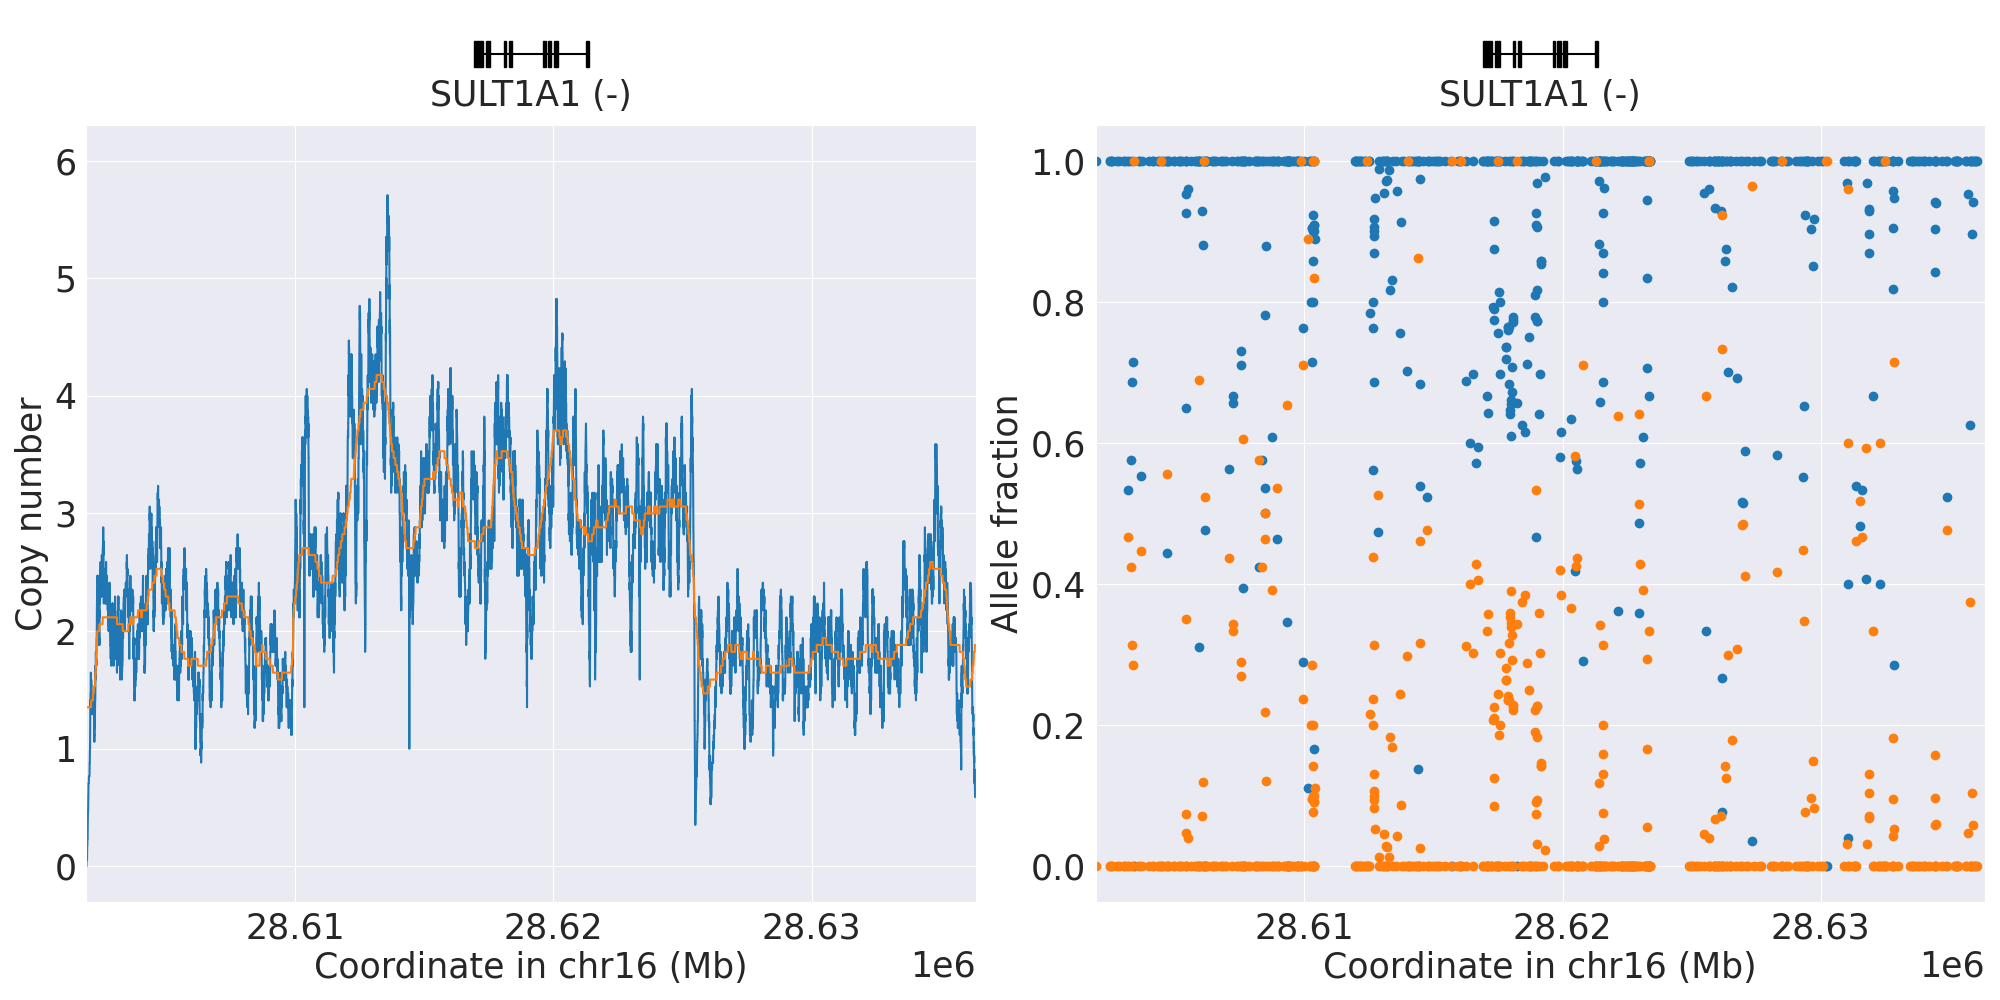 SULT1A1 (-)
6
5
4
3
2
1
0
Copy number
28.61
28.62
28.63
Coordinate in chr16 (Mb)
1e6
SULT1A1 (-)
1.0
0.8
0.6
0.4
0.2
0.0
Allele fraction
28.61
28.62
28.63
Coordinate in chr16 (Mb)
1e6